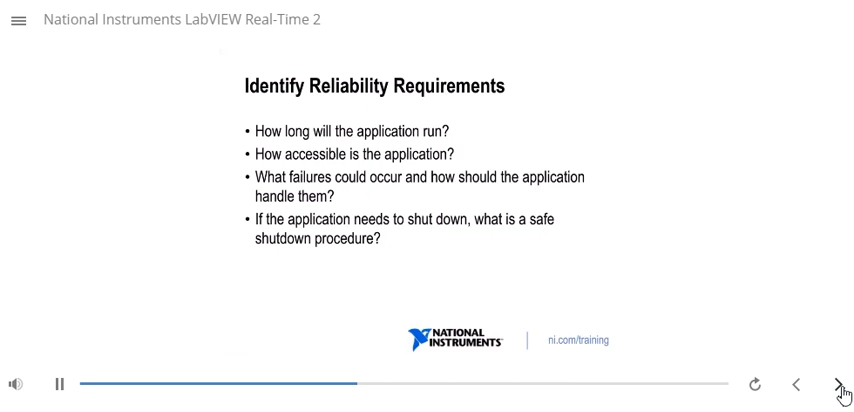 National Instruments LabVIEW Real-Time 2
Identify Reliability Requirements
• How long will the application run?
• How accessible is the application?
• What failures could occur and how should the application
handle them?
• If the application needs to shut down, what is a safe
shutdown procedure?
NATIONAL
INSTRUMENTS
ni.com/training